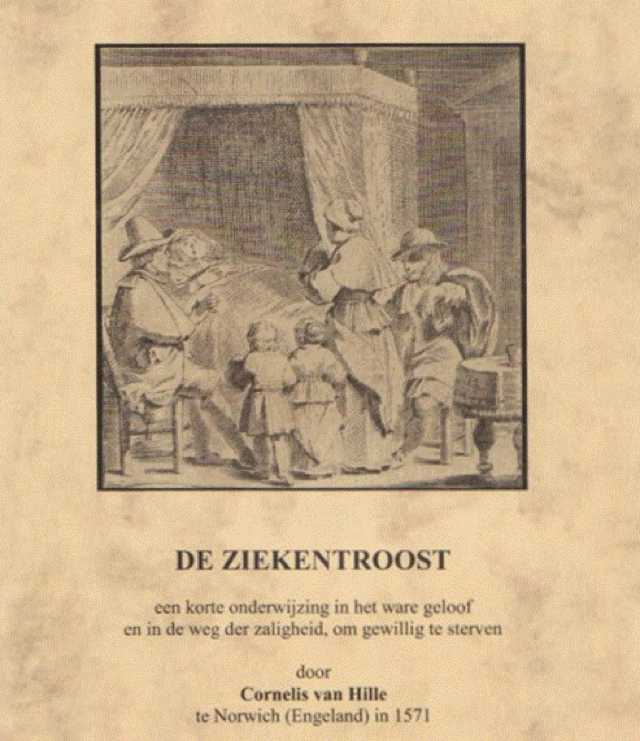 DE ZIEKENTROOST
een korte onderwijzing in het ware geloof
en in de weg der zaligheid, om gewillig te sterven
door
Cornelis van Hille
te Norwich (Engeland) in 1571